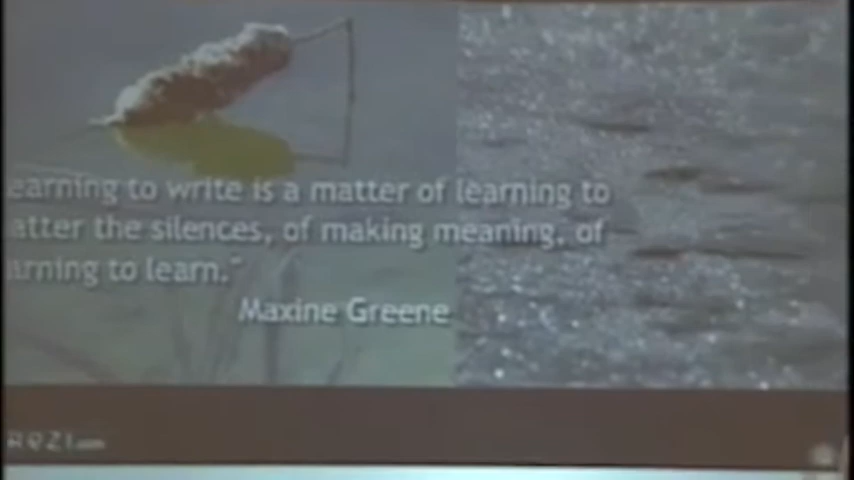 earning to write is a matter of learning to
atter the silences, of making meaning, of
arning to learn."
Maxine Greene